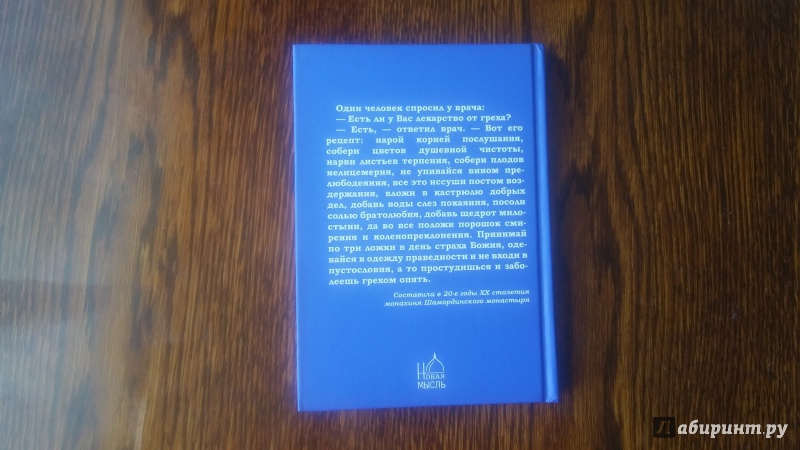 Один человек спросил у врача:
— Есть ли у Вас лекарство от греха?
— Есть, — ответил врач. — Вот его
рецепт: нарой корней послушания,
собери цветов душевной чистоты,
нарви листьев терпения, собери плодов
нелицемерия, не упивайся вином пре-
любодеяния, все это иссуши постом воз-
держания, вложи в кастрюлю добрых
дел, добавь воды слез покаяния, посоли
солью братолюбия, добавь щедрот мило-
стыни, да во все положи порошок сми-
рения и коленопреклонения. Принимай
по три ложки в день страха Божия, оде-
вайся в одежду праведности и не входи в
пустословия, а то простудишься и забо-
леешь грехом опять.
Составила в 20-е годы XX столетия
монахиня Шамординского монастыря
Новая
мысль
Лабиринт.ру